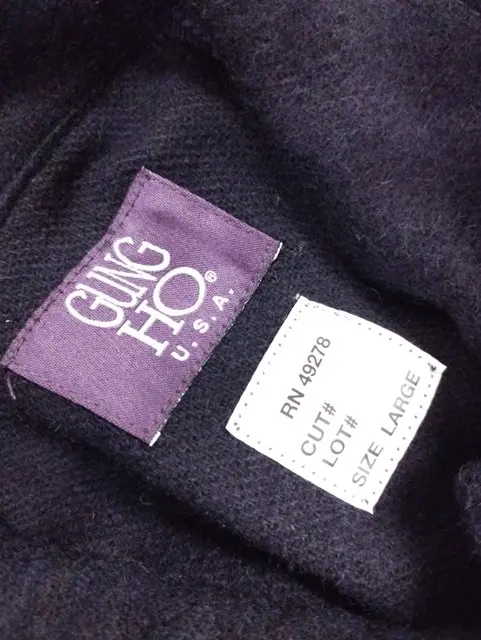 GUNG
HO®
U.S.A.
RN 49278
CUT#
LOT#
SIZE LARGE